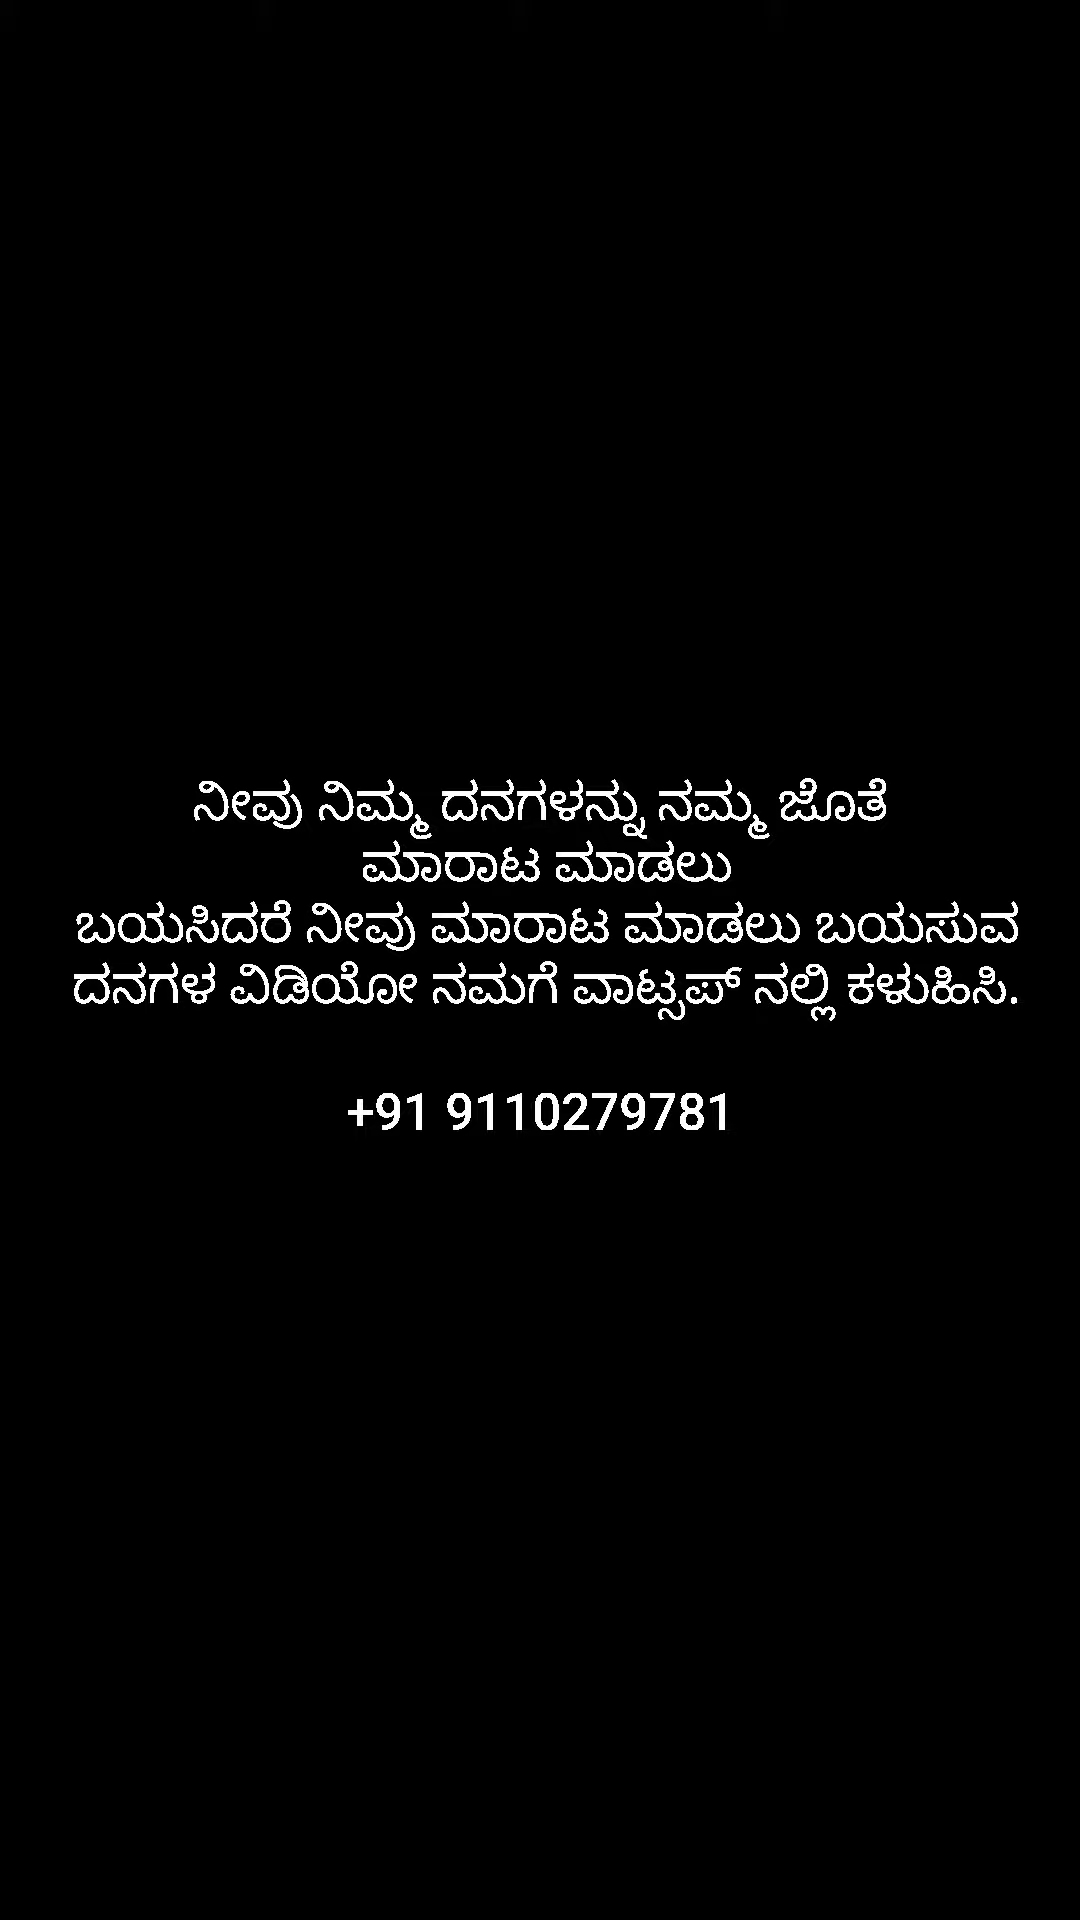 ನೀವು ನಿಮ್ಮ ದನಗಳನ್ನು ನಮ್ಮ ಜೊತೆ
ಮಾರಾಟ ಮಾಡಲು
ಬಯಸಿದರೆ ನೀವು ಮಾರಾಟ ಮಾಡಲು ಬಯಸುವ
ದನಗಳ ವಿಡಿಯೋ ನಮಗೆ ವಾಟ್ಸಪ್ ನಲ್ಲಿ ಕಳುಹಿಸಿ.
+91 9110279781